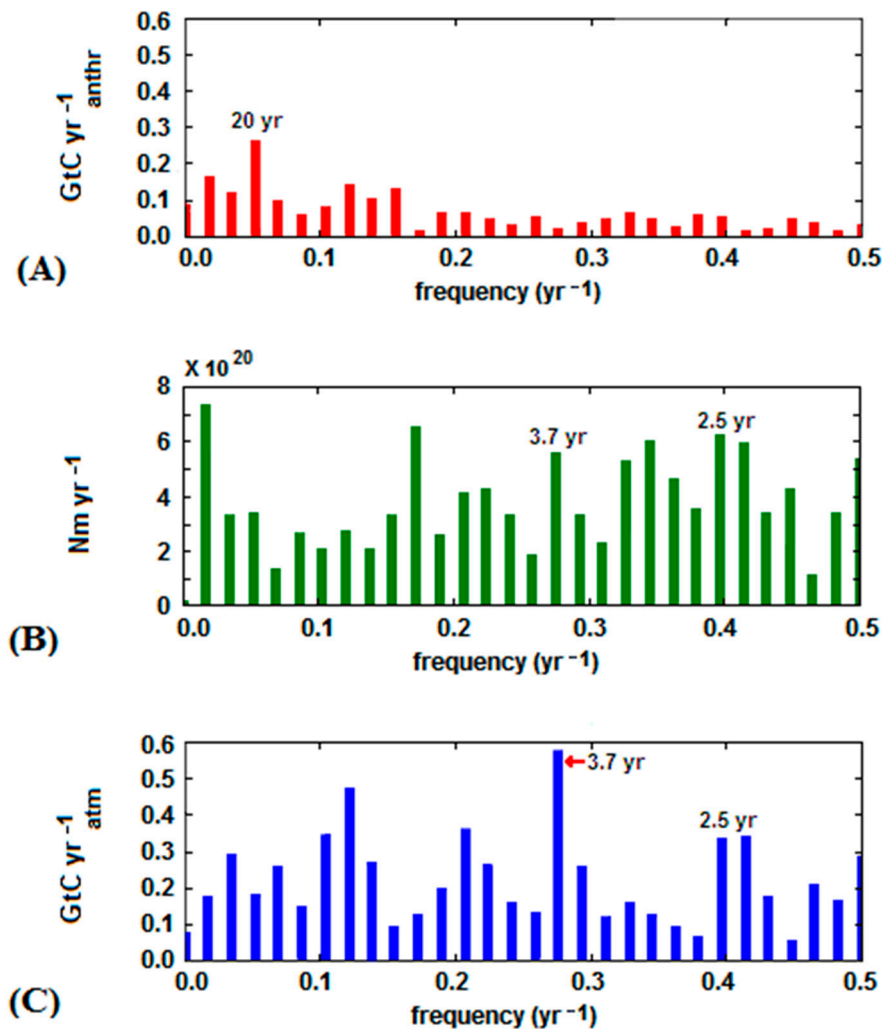 0.6
0.5
0.4
0.3
0.2
0.1
0.0
GtC yr −1 anthr
20 yr
0.0 0.1 0.2 0.3 0.4 0.5
frequency (yr −1)
(A)
X 10 20
8
6
4
2
0
Nm yr −1
3.7 yr
2.5 yr
0.0 0.1 0.2 0.3 0.4 0.5
frequency (yr −1)
(B)
0.6
0.5
0.4
0.3
0.2
0.1
0.0
GtC yr −1 atm
3.7 yr
2.5 yr
0.0 0.1 0.2 0.3 0.4 0.5
frequency (yr −1)
(C)